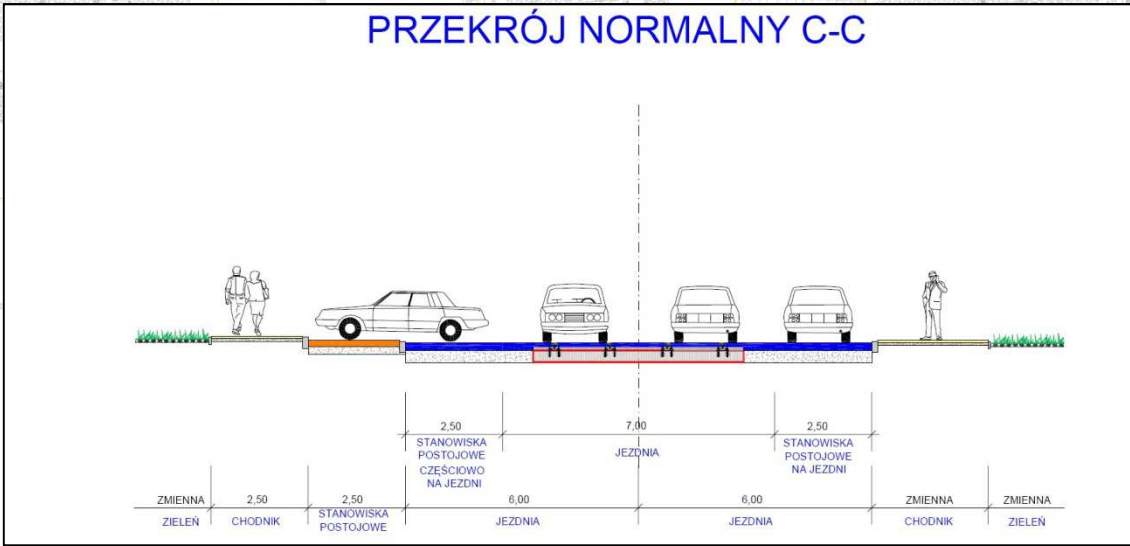 PRZEKRÓJ NORMALNY C-C
2,50
7,00
2,50
STANOWISKA
POSTOJOWE
CZĘŚCIOWO
NA JEZDNI
JEZDNIA
STANOWISKA
POSTOJOWE
NA JEZDNI
ZMIENNA
2,50
2,50
6,00
6,00
ZMIENNA
ZMIENNA
ZIELEŃ
CHODNIK
STANOWISKA
POSTOJOWE
JEZDNIA
JEZDNIA
CHODNIK
ZIELEŃ